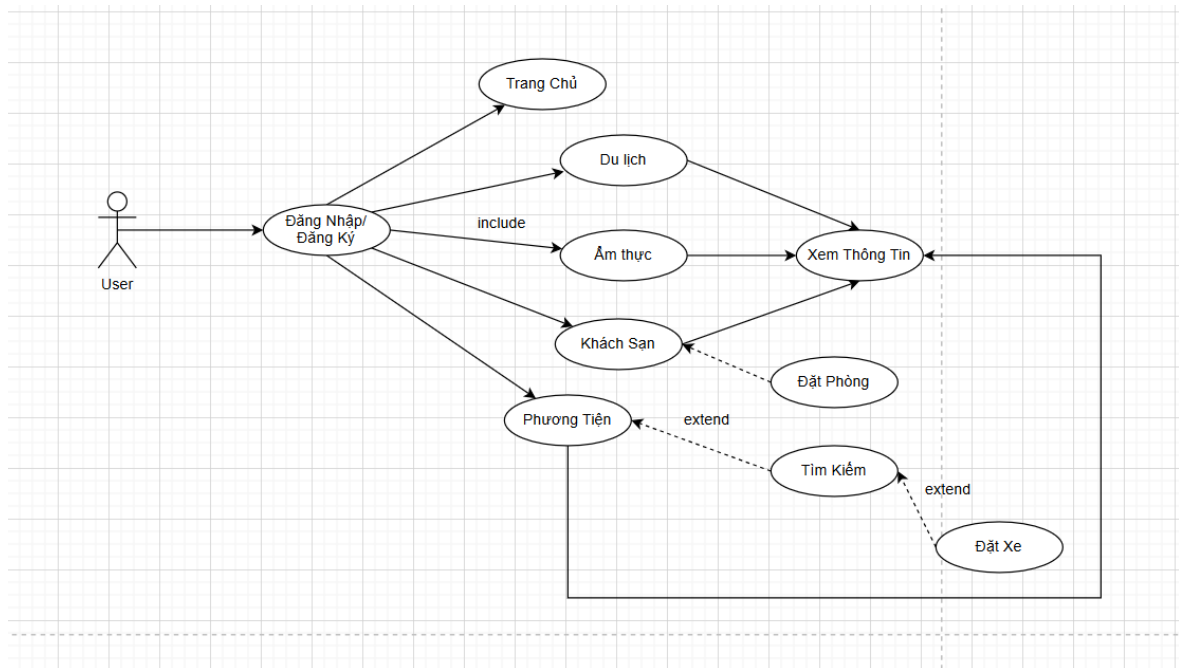 Trang Chủ
Du lịch
Đăng Nhập/
Đăng Ký
include
Ẩm thực
Xem Thông Tin
User
Khách Sạn
Đặt Phòng
Phương Tiện
extend
Tìm Kiếm
extend
Đặt Xe